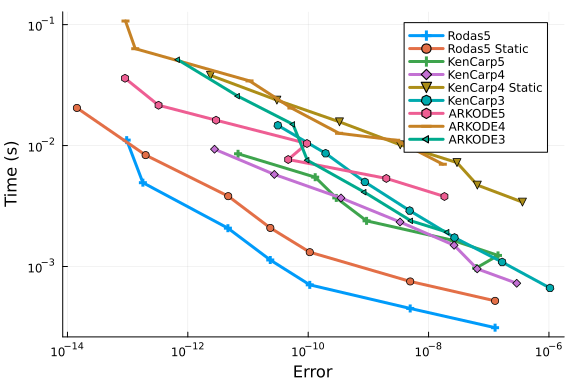 Time (s)
10⁻¹
10⁻²
10⁻³
Rodas5
Rodas5 Static
KenCarp5
KenCarp4
KenCarp4 Static
KenCarp3
ARKODE5
ARKODE4
ARKODE3
10⁻¹⁴ 10⁻¹² 10⁻¹⁰ 10⁻⁸ 10⁻⁶
Error